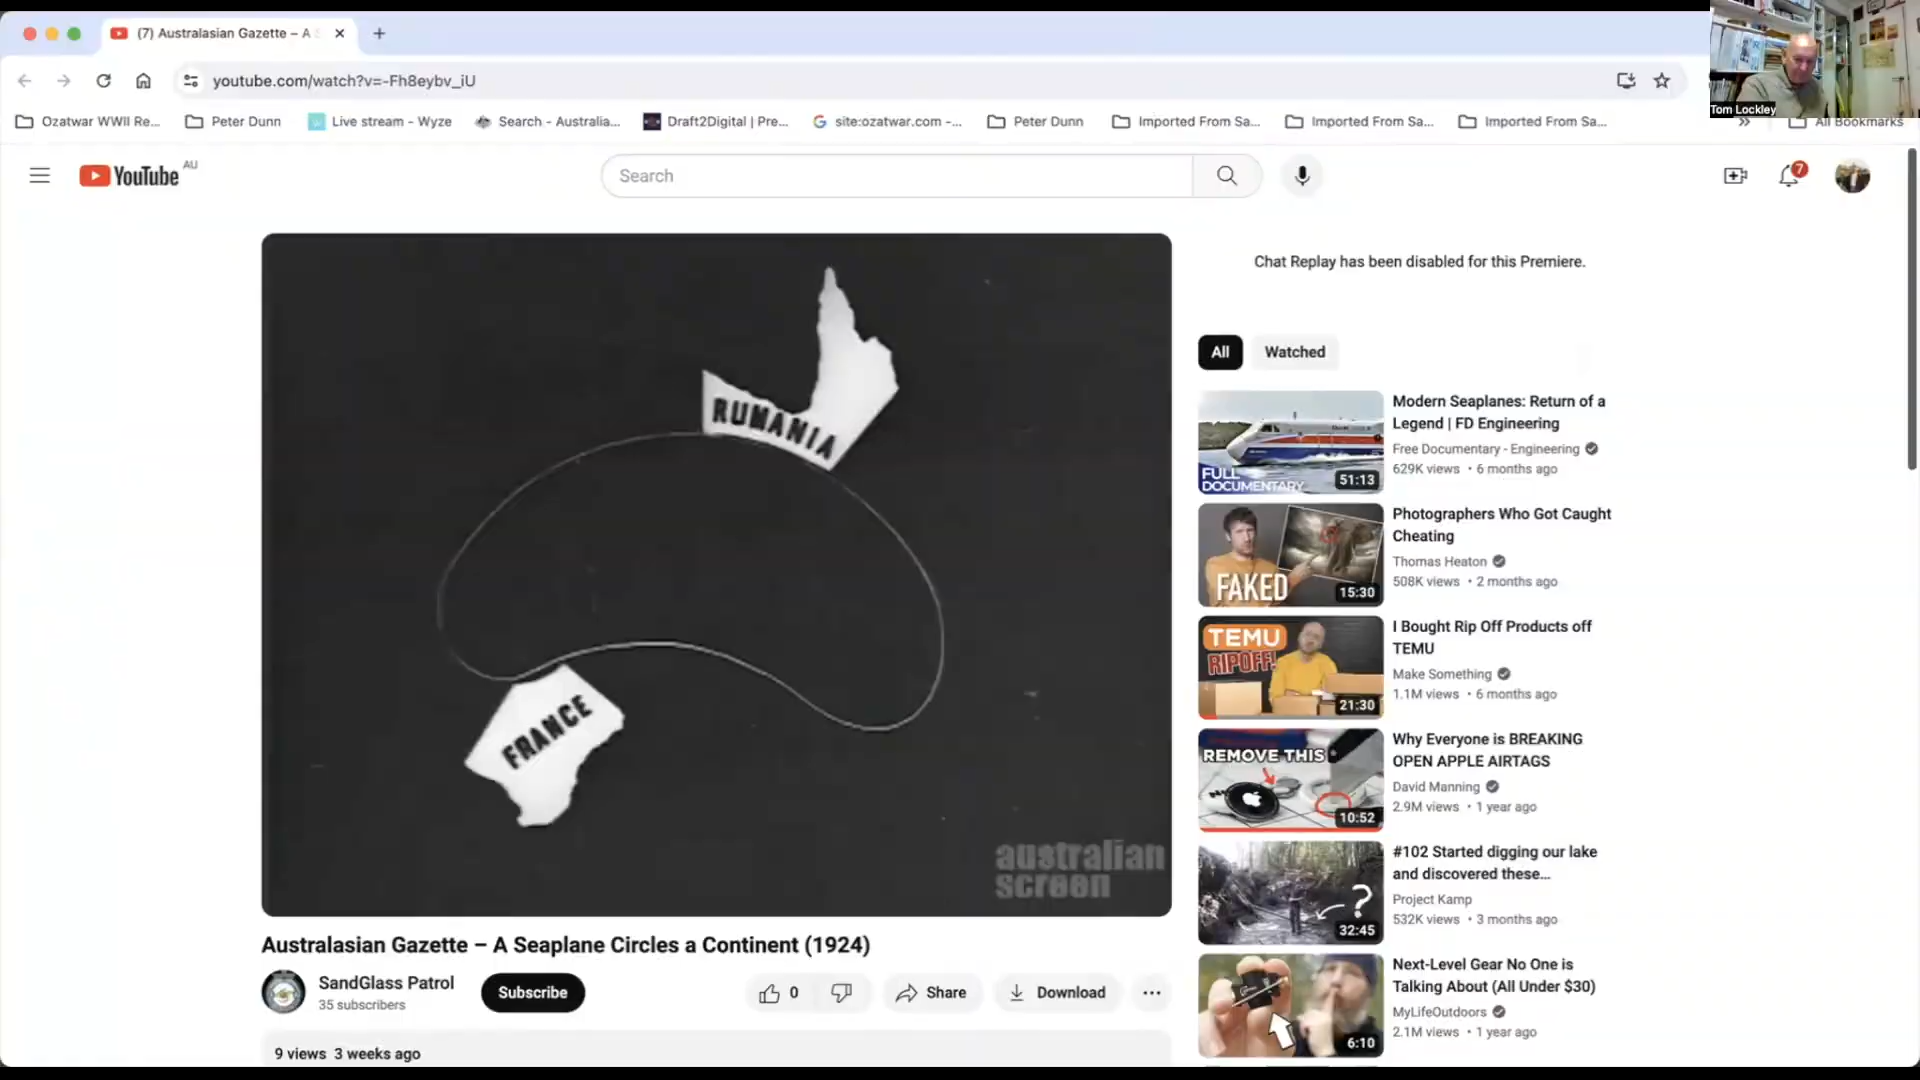 (7) Australasian Gazette – A S
youtube.com/watch?v=-Fh8eybv_iU
Ozatwar WWII Re...
Peter Dunn
Live stream - Wyze
Search - Australia...
Draft2Digital | Pre...
site:ozatwar.com -...
Peter Dunn
Imported From Sa...
Imported From Sa...
Imported From Sa...
»
All Bookmarks
Tom Lockley
YouTube AU
Search
7
RUMANIA
FRANCE
australian
screen
Australasian Gazette – A Seaplane Circles a Continent (1924)
SandGlass Patrol
35 subscribers
Subscribe
0
Share
Download
9 views 3 weeks ago
Chat Replay has been disabled for this Premiere.
All
Watched
FULL
DOCUMENTARY
51:13
Modern Seaplanes: Return of a
Legend | FD Engineering
Free Documentary - Engineering
629K views • 6 months ago
FAKED
15:30
Photographers Who Got Caught
Cheating
Thomas Heaton
508K views • 2 months ago
TEMU
RIPOFF!
21:30
I Bought Rip Off Products off
TEMU
Make Something
1.1M views • 6 months ago
REMOVE THIS
10:52
Why Everyone is BREAKING
OPEN APPLE AIRTAGS
David Manning
2.9M views • 1 year ago
?
32:45
#102 Started digging our lake
and discovered these...
Project Kamp
532K views • 3 months ago
6:10
Next-Level Gear No One is
Talking About (All Under $30)
MyLifeOutdoors
2.1M views • 1 year ago